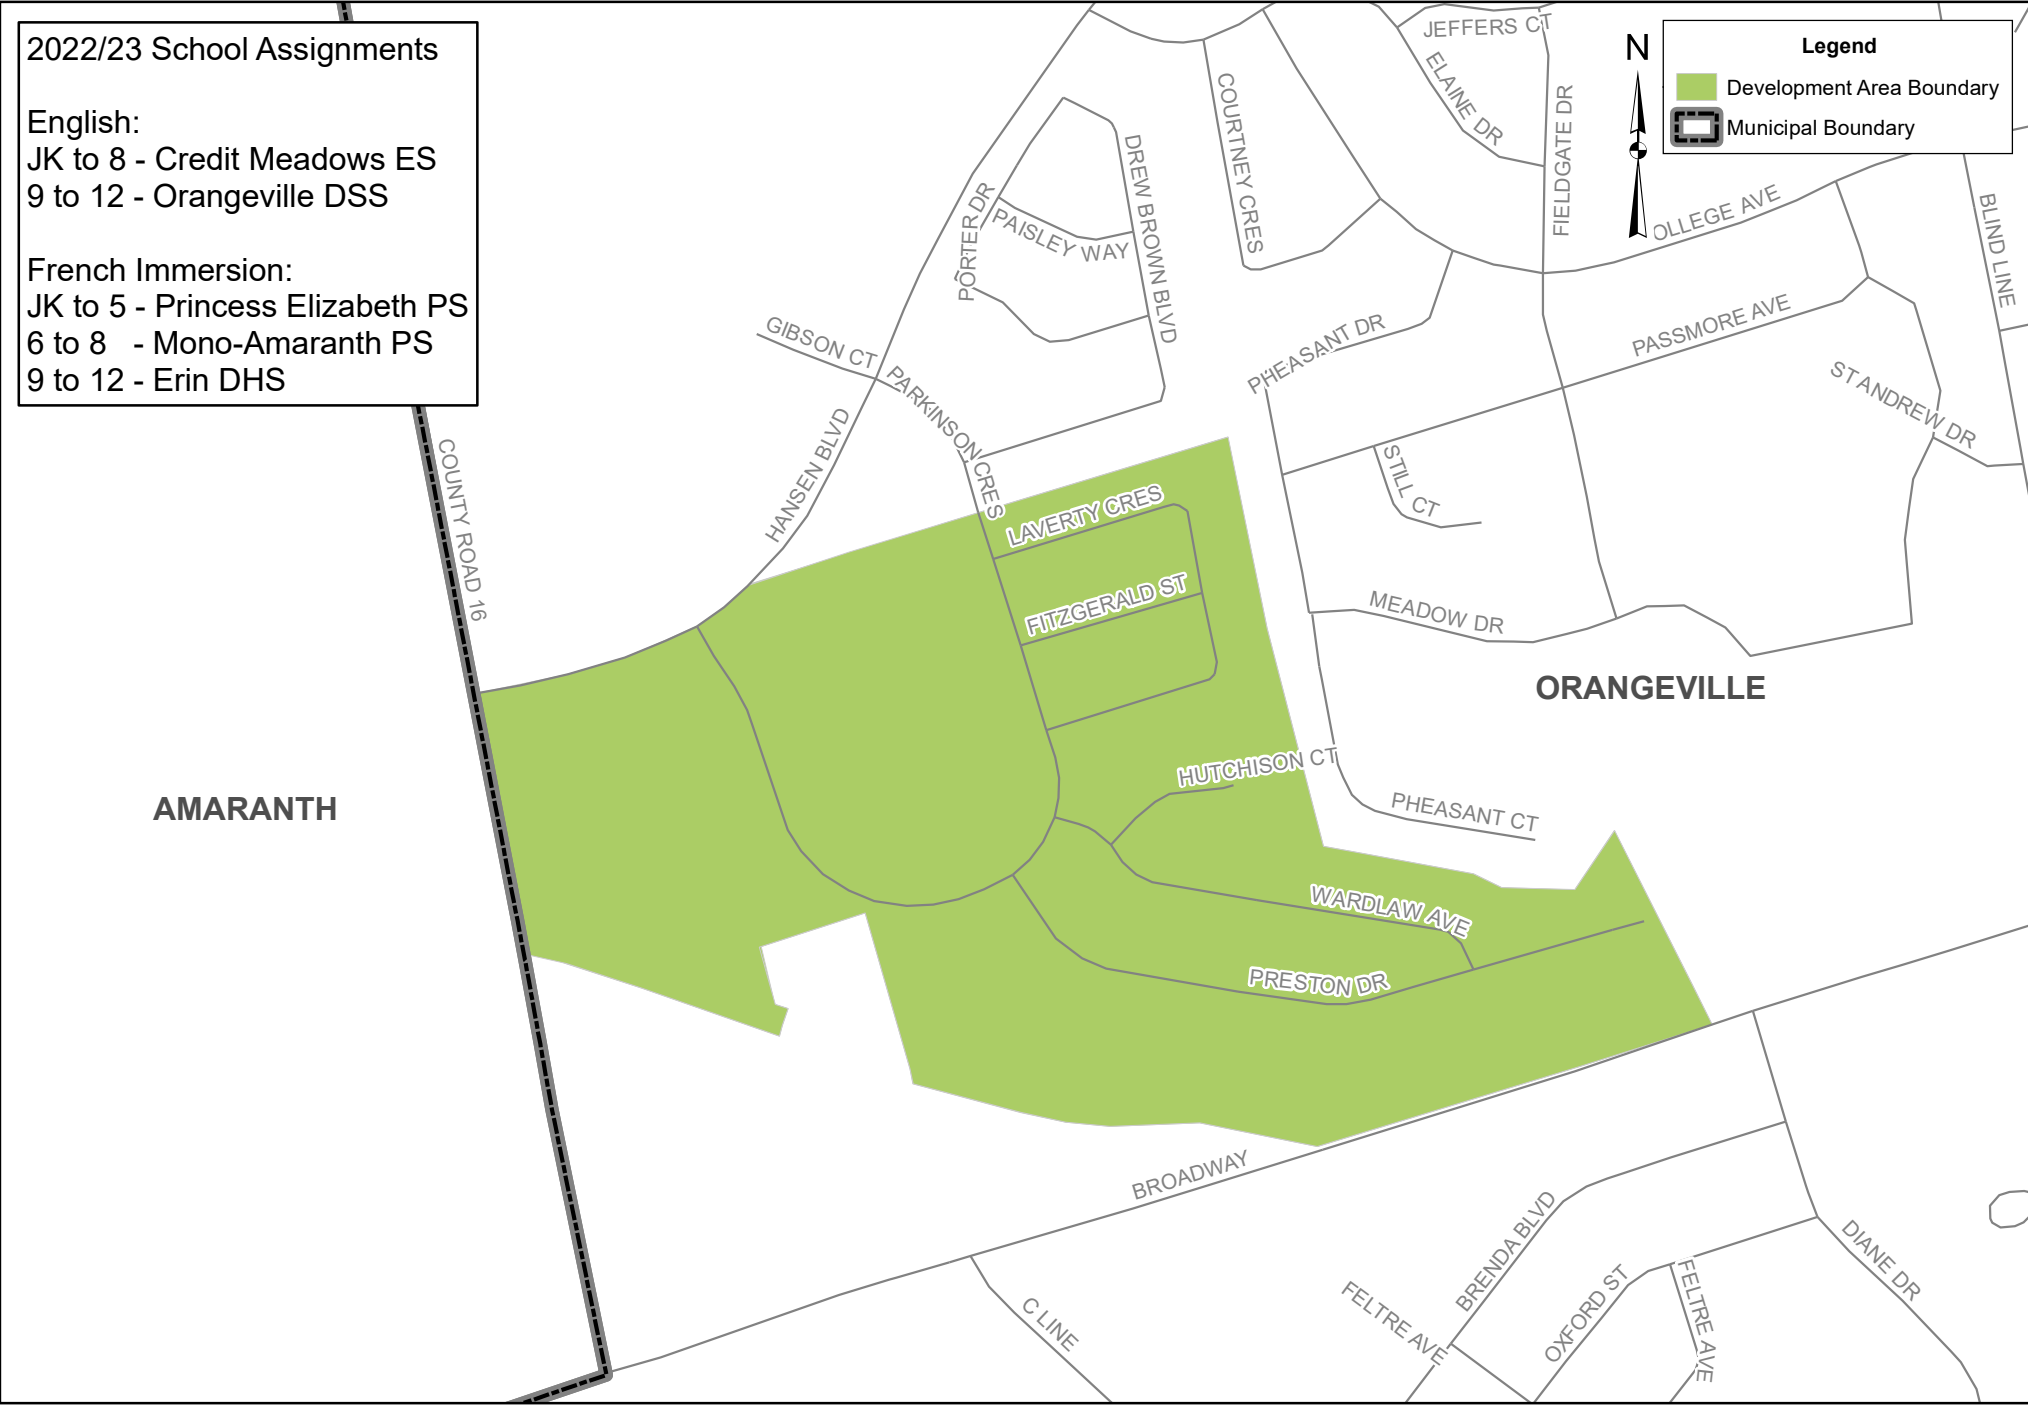 2022/23 School Assignments
English:
JK to 8 - Credit Meadows ES
9 to 12 - Orangeville DSS
French Immersion:
JK to 5 - Princess Elizabeth PS
6 to 8 - Mono-Amaranth PS
9 to 12 - Erin DHS
N
Legend
Development Area Boundary
Municipal Boundary
JEFFERS CT
ELAINE DR
FIELDGATE DR
COURTNEY CRES
DREW BROWN BLVD
PORTER DR
PAISLEY WAY
OLLEGE AVE
BLIND LINE
GIBSON CT
PARKINSON CRES
HANSEN BLVD
PHEASANT DR
PASSMORE AVE
ST ANDREW DR
COUNTY ROAD 16
STILL CT
LAVERTY CRES
FITZGERALD ST
MEADOW DR
ORANGEVILLE
AMARANTH
HUTCHISON CT
PHEASANT CT
WARDLAW AVE
PRESTON DR
BROADWAY
BRENDA BLVD
DIANE DR
C LINE
FELTRE AVE
OXFORD ST
FELTRE AVE